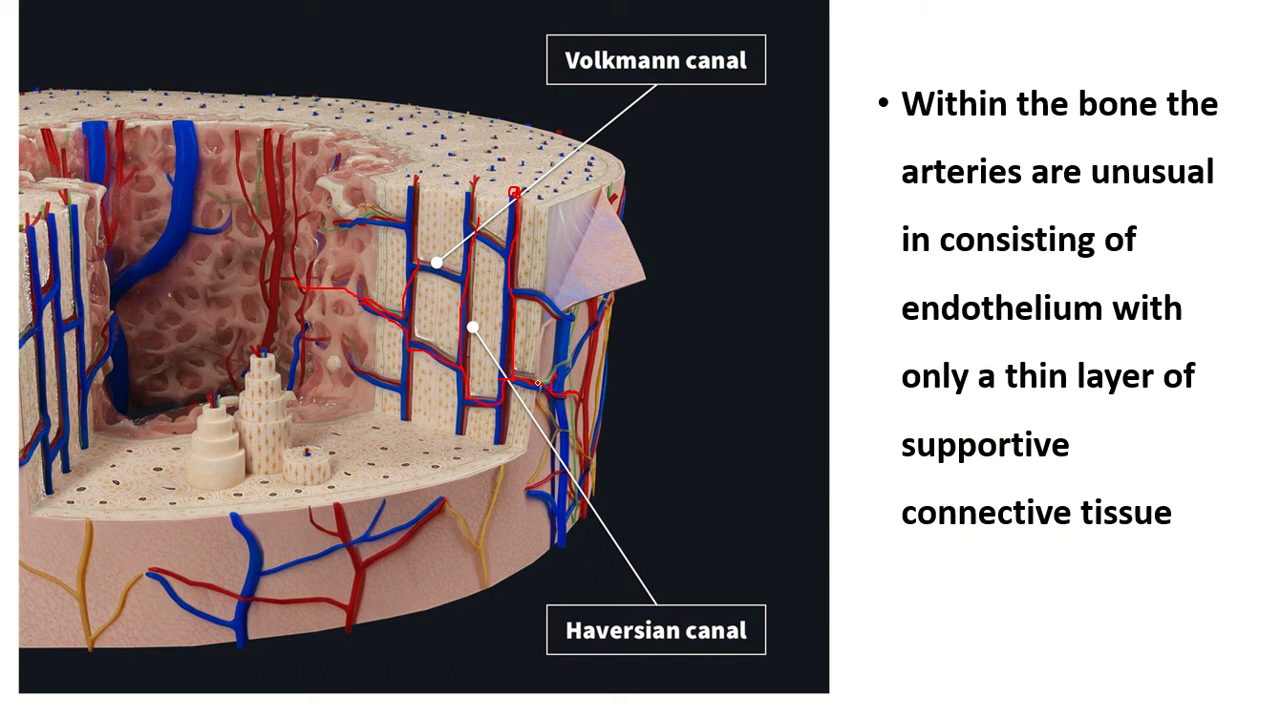 Volkmann canal
• Within the bone the
arteries are unusual
in consisting of
endothelium with
only a thin layer of
supportive
connective tissue
Haversian canal